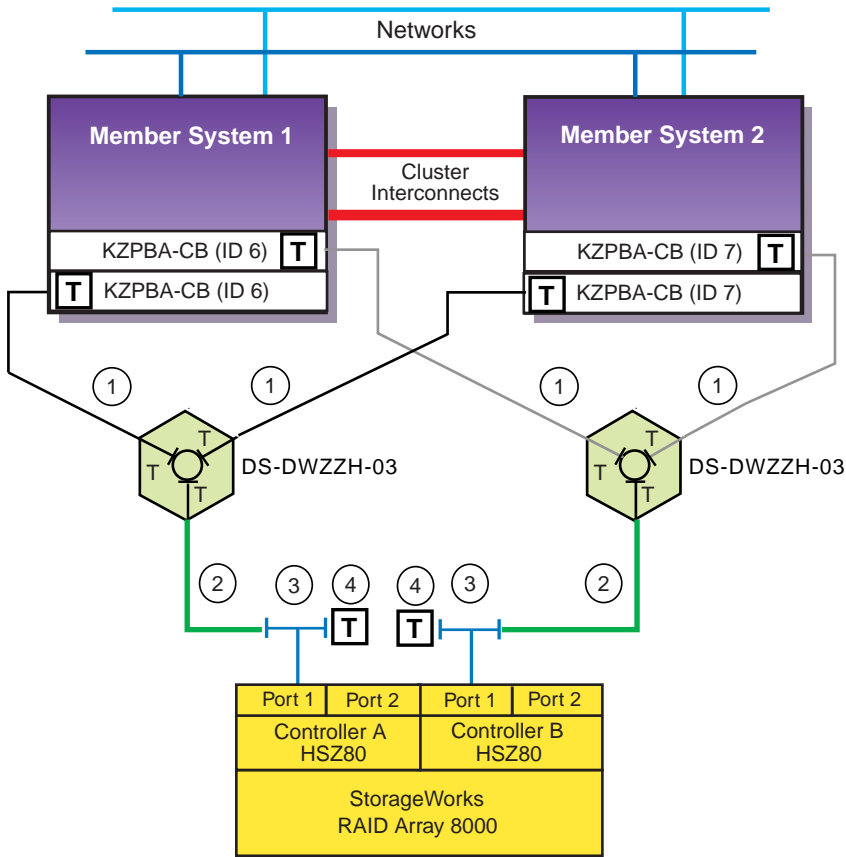 Networks
Member System 1
Member System 2
Cluster
Interconnects
KZPBA-CB (ID 6) T
T KZPBA-CB (ID 6)
KZPBA-CB (ID 7) T
T KZPBA-CB (ID 7)
1
1
1
1
T
T
T
DS-DWZZH-03
T
T
T
DS-DWZZH-03
2
3
4
4
3
2
T
T
Port 1
Port 2
Port 1
Port 2
Controller A
HSZ80
Controller B
HSZ80
StorageWorks
RAID Array 8000